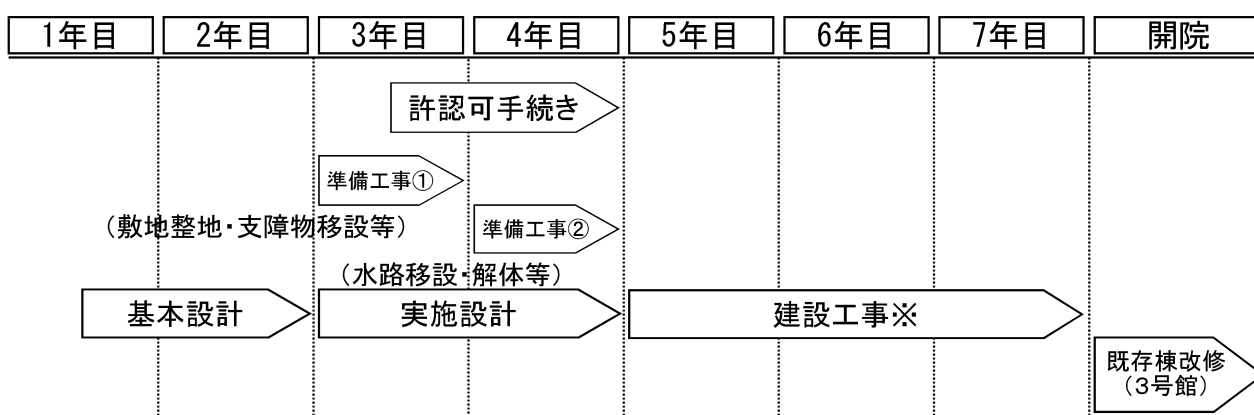 1年目 2年目 3年目 4年目 5年目 6年目 7年目 開院
許認可手続き
準備工事①
（敷地整地・支障物移設等）
準備工事②
（水路移設・解体等）
基本設計 実施設計 建設工事※
既存棟改修
（３号館）